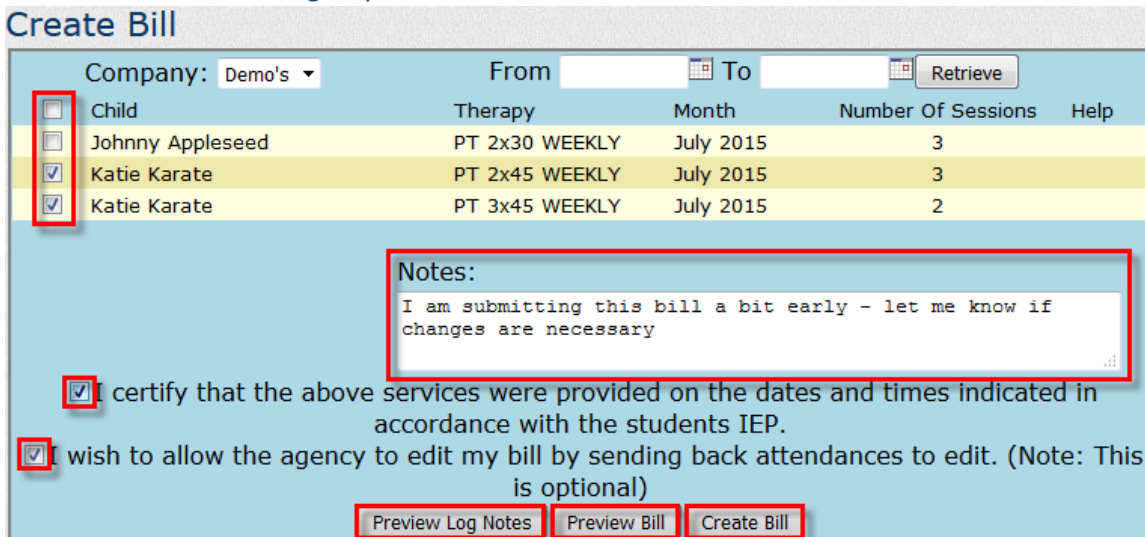 Create Bill
Company: Demo's From To Retrieve
Child Therapy Month Number Of Sessions Help
Johnny Appleseed PT 2x30 WEEKLY July 2015 3
Katie Karate PT 2x45 WEEKLY July 2015 3
Katie Karate PT 3x45 WEEKLY July 2015 2
Notes:
I am submitting this bill a bit early - let me know if
changes are necessary
I certify that the above services were provided on the dates and times indicated in
accordance with the students IEP.
I wish to allow the agency to edit my bill by sending back attendances to edit. (Note: This
is optional)
Preview Log Notes Preview Bill Create Bill